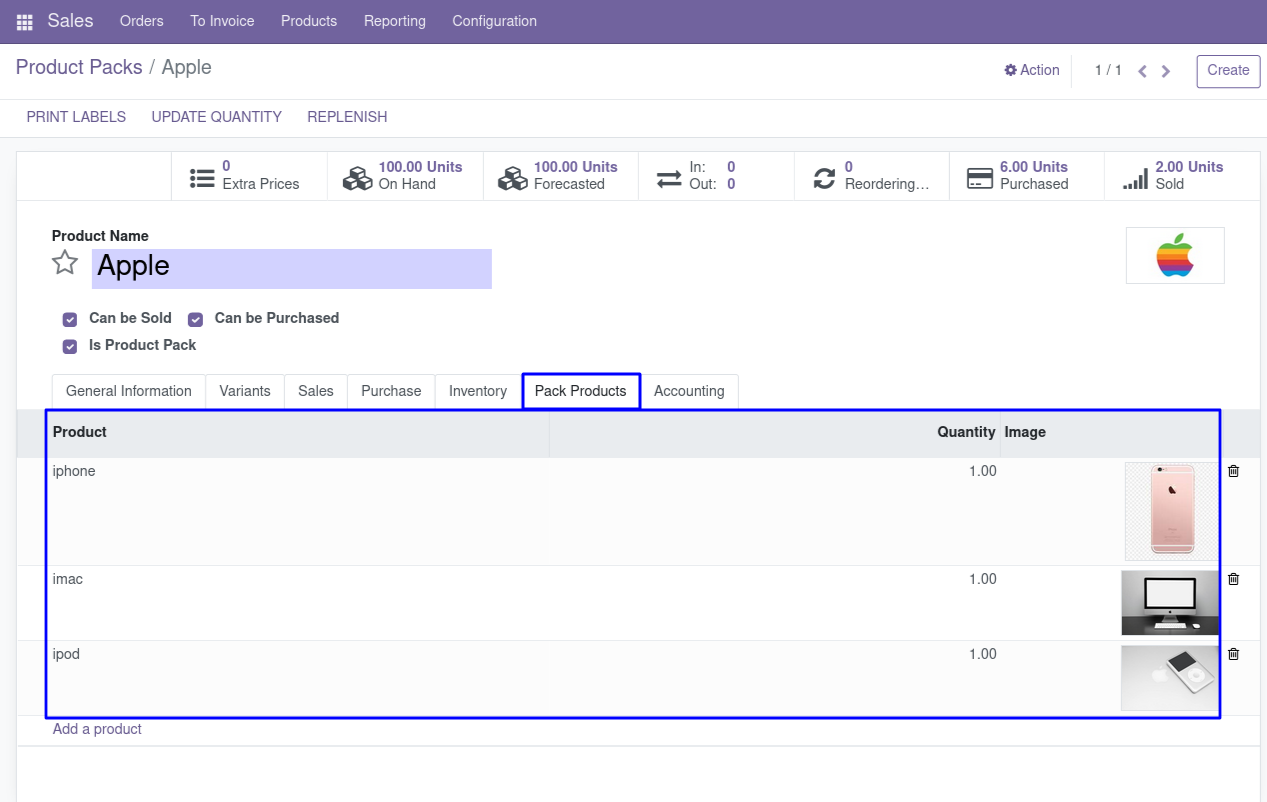 Sales Orders To Invoice Products Reporting Configuration
Product Packs / Apple Action 1 / 1 Create
PRINT LABELS UPDATE QUANTITY REPLENISH
0 Extra Prices
100.00 Units On Hand
100.00 Units Forecasted
In: 0
Out: 0
0 Reordering...
6.00 Units Purchased
2.00 Units Sold
Product Name
Apple
Can be Sold Can be Purchased
Is Product Pack
General Information Variants Sales Purchase Inventory Pack Products Accounting
Product Quantity Image
iphone 1.00
imac 1.00
ipod 1.00
Add a product